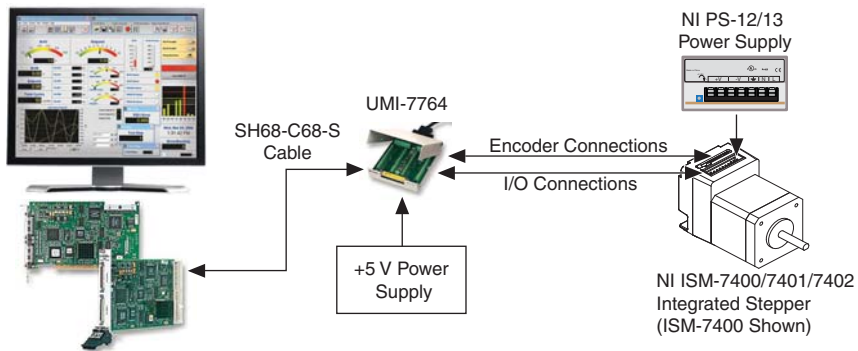 NI PS-12/13
Power Supply
UMI-7764
SH68-C68-S
Cable
Encoder Connections
I/O Connections
+5 V Power
Supply
NI ISM-7400/7401/7402
Integrated Stepper
(ISM-7400 Shown)